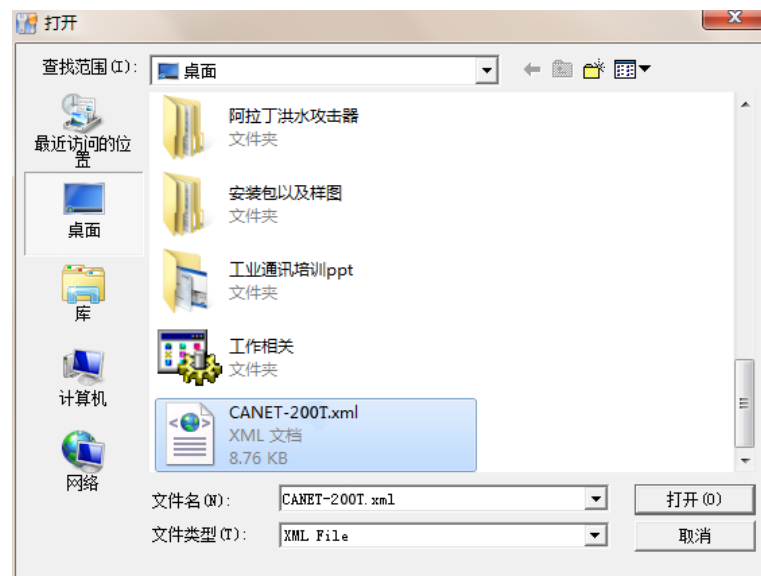 打开
查找范围(I):
桌面
最近访问的位
置
桌面
库
计算机
网络
阿拉丁洪水攻击器
文件夹
安装包以及样图
文件夹
工业通讯培训ppt
文件夹
工作相关
文件夹
CANET-200T.xml
XML 文档
8.76 KB
文件名(N):
CANET-200T.xml
打开(O)
文件类型(T):
XML File
取消